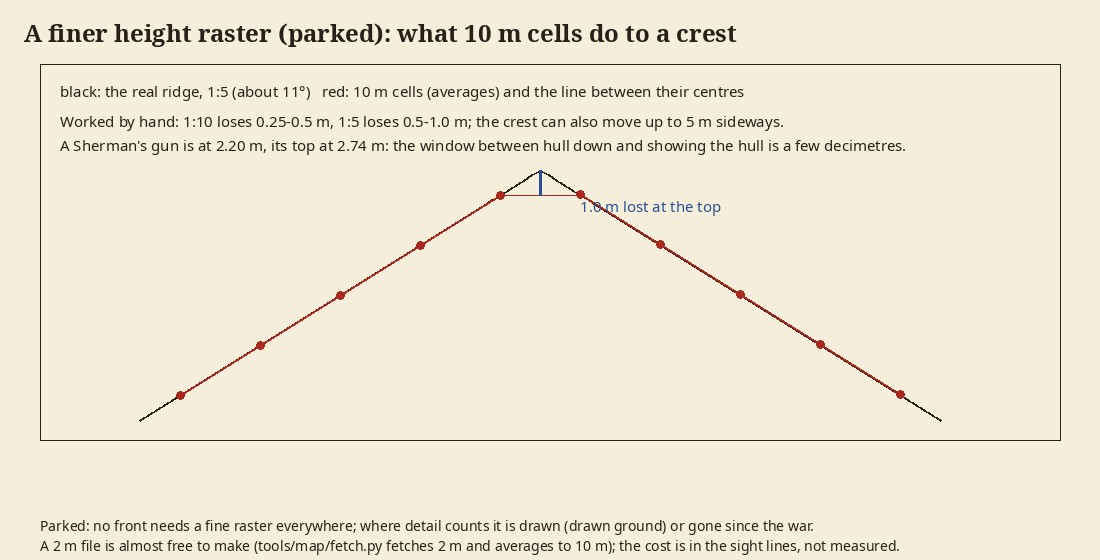 A finer height raster (parked): what 10 m cells do to a crest
black: the real ridge, 1:5 (about 11°)   red: 10 m cells (averages) and the line between their centres
Worked by hand: 1:10 loses 0.25-0.5 m, 1:5 loses 0.5-1.0 m; the crest can also move up to 5 m sideways.
A Sherman's gun is at 2.20 m, its top at 2.74 m: the window between hull down and showing the hull is a few decimetres.
1.0 m lost at the top
Parked: no front needs a fine raster everywhere; where detail counts it is drawn (drawn ground) or gone since the war.
A 2 m file is almost free to make (tools/map/fetch.py fetches 2 m and averages to 10 m); the cost is in the sight lines, not measured.